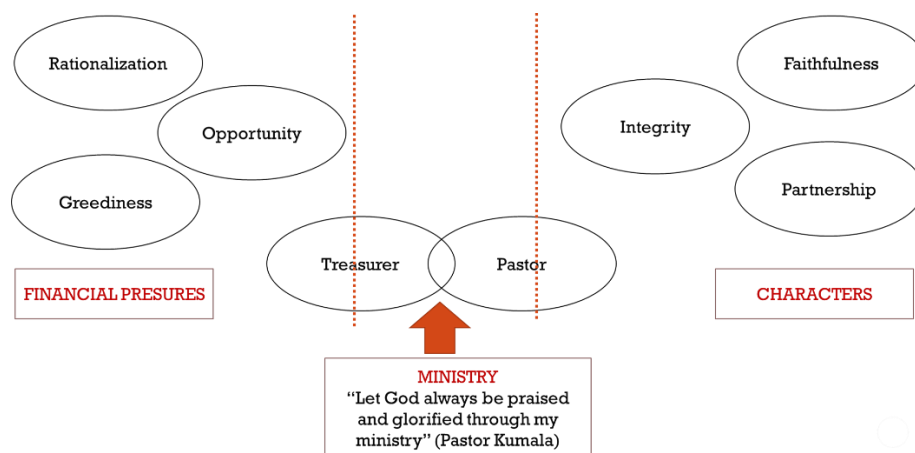 Rationalization
Opportunity
Greediness
FINANCIAL PRESURES
Treasurer
Pastor
Integrity
Faithfulness
Partnership
CHARACTERS
MINISTRY
“Let God always be praised
and glorified through my
ministry” (Pastor Kumala)